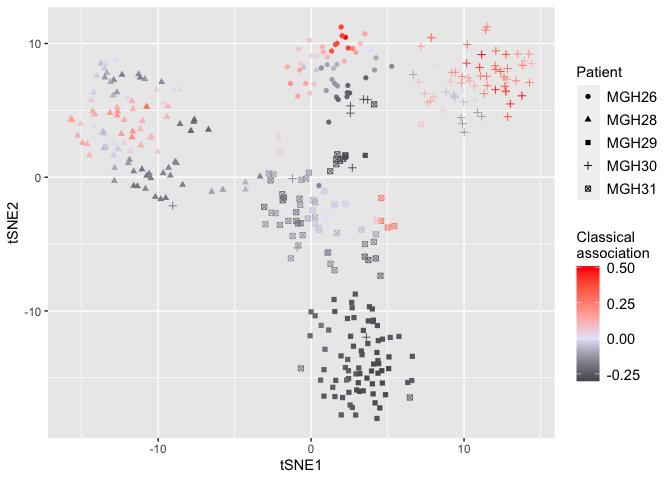 10
0
-10
tSNE2
-10
0
10
tSNE1
Patient
MGH26
MGH28
MGH29
MGH30
MGH31
Classical
association
0.50
0.25
0.00
-0.25